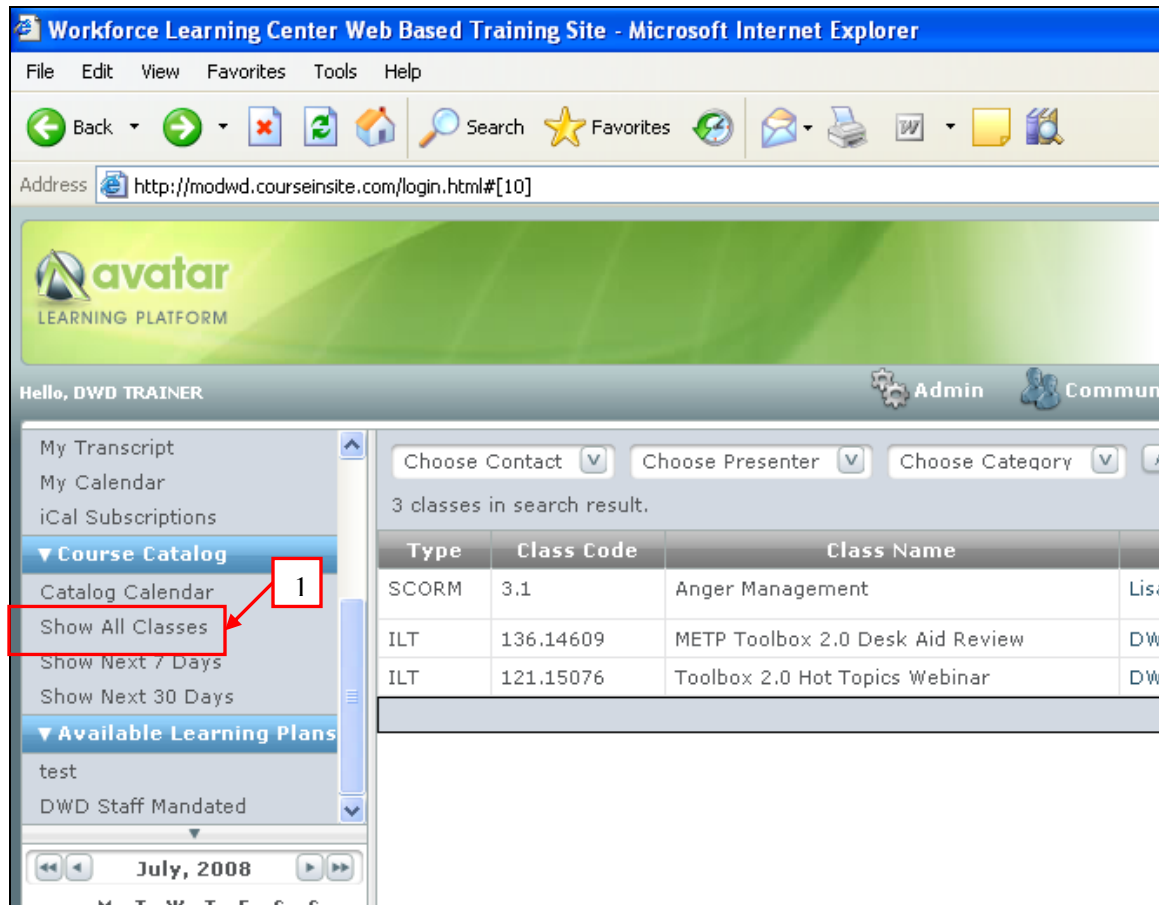 Workforce Learning Center Web Based Training Site - Microsoft Internet Explorer
File Edit View Favorites Tools Help
Back Search Favorites
Address http://modwd.courseinsite.com/login.html#[10]
avatar
LEARNING PLATFORM
Hello, DWD TRAINER Admin Commun
My Transcript
My Calendar
iCal Subscriptions
Course Catalog
Catalog Calendar
1
Show All Classes
Show Next 7 Days
Show Next 30 Days
Available Learning Plans
test
DWD Staff Mandated
July, 2008
M T W T F S S
Choose Contact Choose Presenter Choose Category
3 classes in search result.
Type Class Code Class Name
SCORM 3.1 Anger Management Lisa
ILT 136.14609 METP Toolbox 2.0 Desk Aid Review DW
ILT 121.15076 Toolbox 2.0 Hot Topics Webinar DW